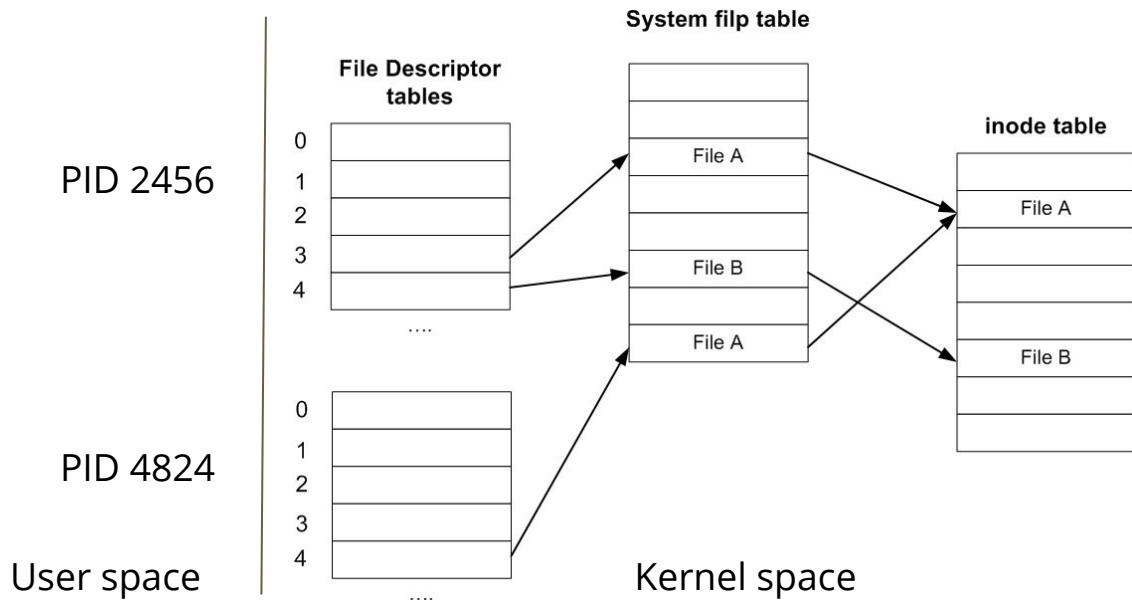 System filp table
File Descriptor
tables
inode table
PID 2456
0
1
2
3
4
....
File A
File B
File A
File A
File B
PID 4824
0
1
2
3
4
....
User space
Kernel space